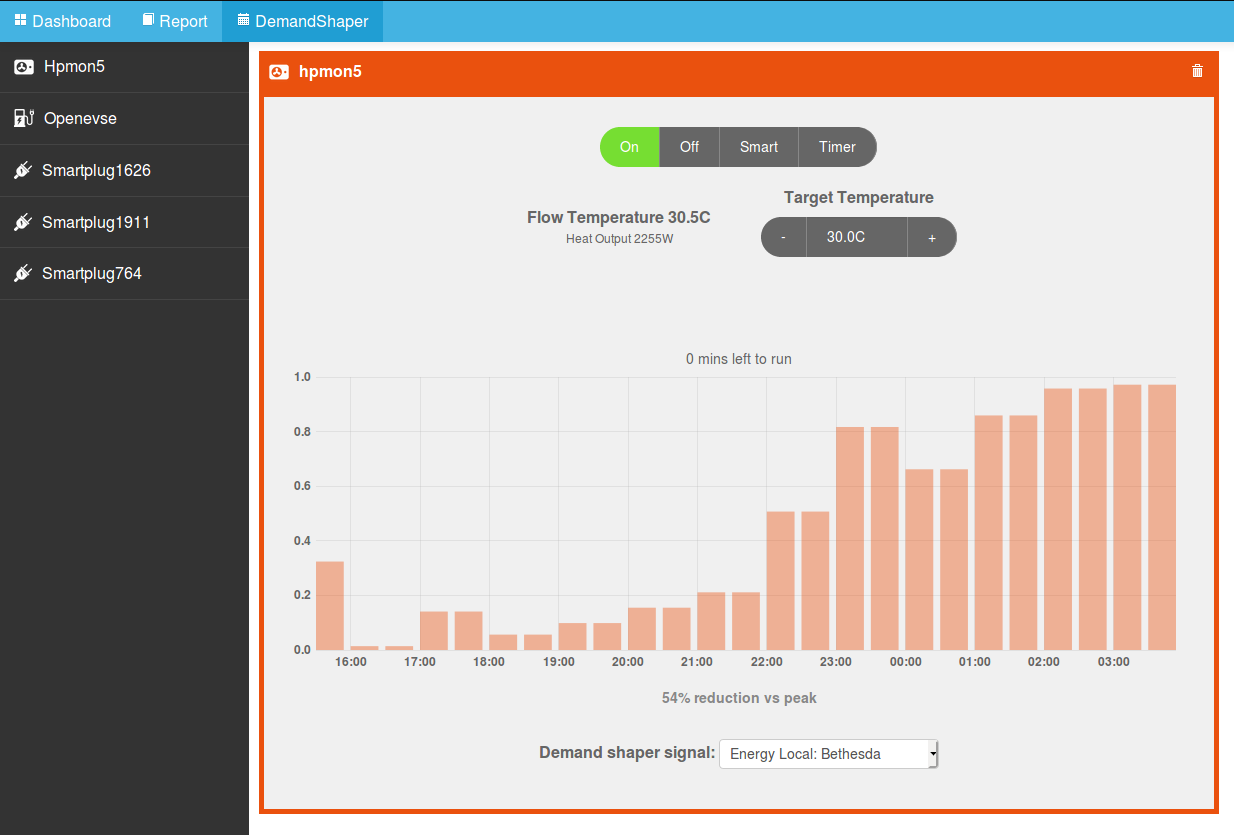 Dashboard Report DemandShaper
Hpmon5
Openevse
Smartplug1626
Smartplug1911
Smartplug764
hpmon5
On Off Smart Timer
Target Temperature
Flow Temperature 30.5C
Heat Output 2255W
- 30.0C +
0 mins left to run
1.0
0.8
0.6
0.4
0.2
0.0
16:00 17:00 18:00 19:00 20:00 21:00 22:00 23:00 00:00 01:00 02:00 03:00
54% reduction vs peak
Demand shaper signal: Energy Local: Bethesda